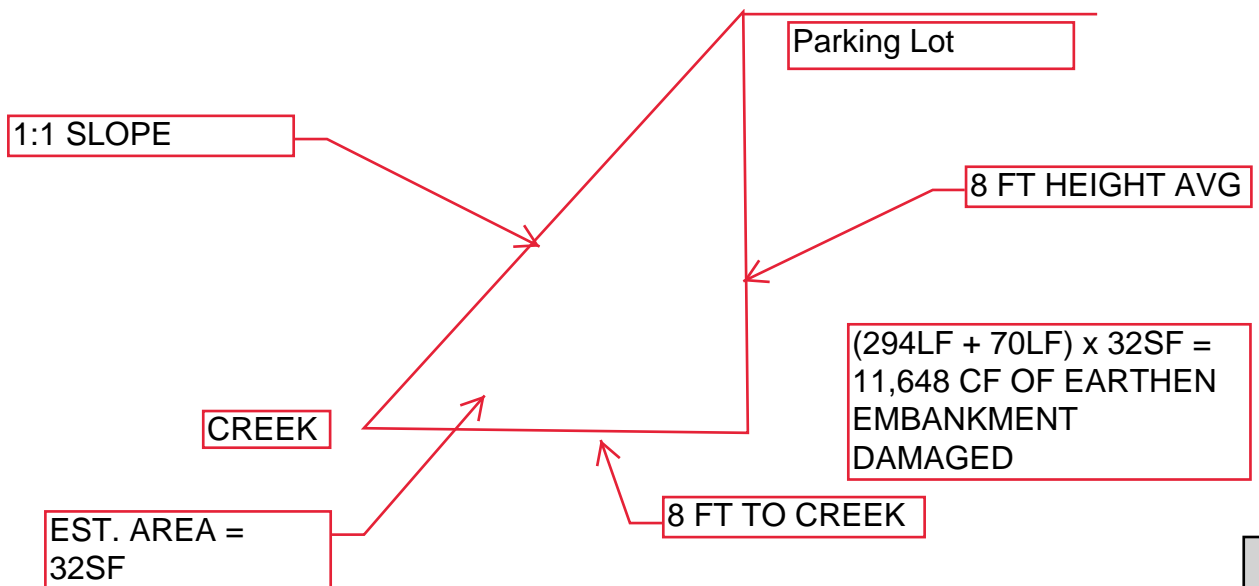 Parking Lot
1:1 SLOPE
8 FT HEIGHT AVG
(294LF + 70LF) x 32SF =
11,648 CF OF EARTHEN
EMBANKMENT
DAMAGED
CREEK
8 FT TO CREEK
EST. AREA =
32SF